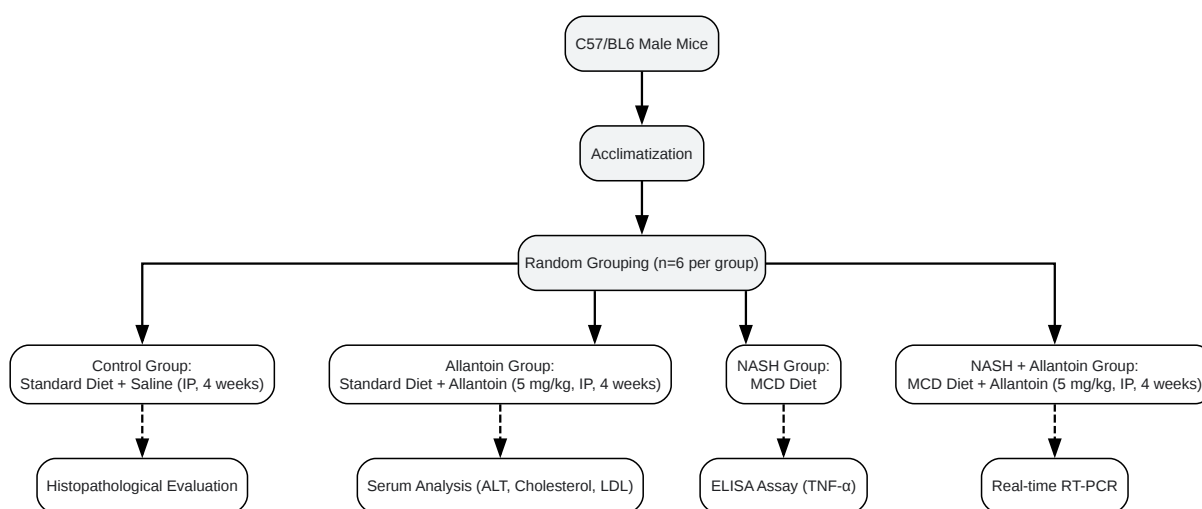 C57/BL6 Male Mice
Acclimatization
Random Grouping (n=6 per group)
Control Group:
Standard Diet + Saline (IP, 4 weeks)
Allantoin Group:
Standard Diet + Allantoin (5 mg/kg, IP, 4 weeks)
NASH Group:
MCD Diet
NASH + Allantoin Group:
MCD Diet + Allantoin (5 mg/kg, IP, 4 weeks)
Histopathological Evaluation
Serum Analysis (ALT, Cholesterol, LDL)
ELISA Assay (TNF-α)
Real-time RT-PCR